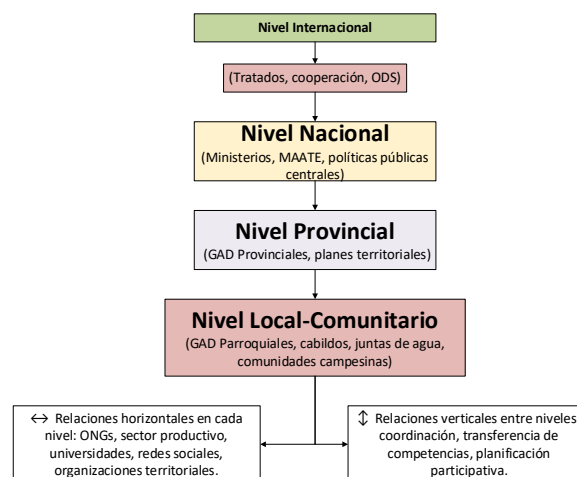 Nivel Internacional
(Tratados, cooperación, ODS)
Nivel Nacional
(Ministerios, MAATE, políticas públicas
centrales)
Nivel Provincial
(GAD Provinciales, planes territoriales)
Nivel Local-Comunitario
(GAD Parroquiales, cabildos, juntas de agua,
comunidades campesinas)
↔ Relaciones horizontales en cada
nivel: ONGs, sector productivo,
universidades, redes sociales,
organizaciones territoriales.
↕ Relaciones verticales entre niveles
coordinación, transferencia de
competencias, planificación
participativa.